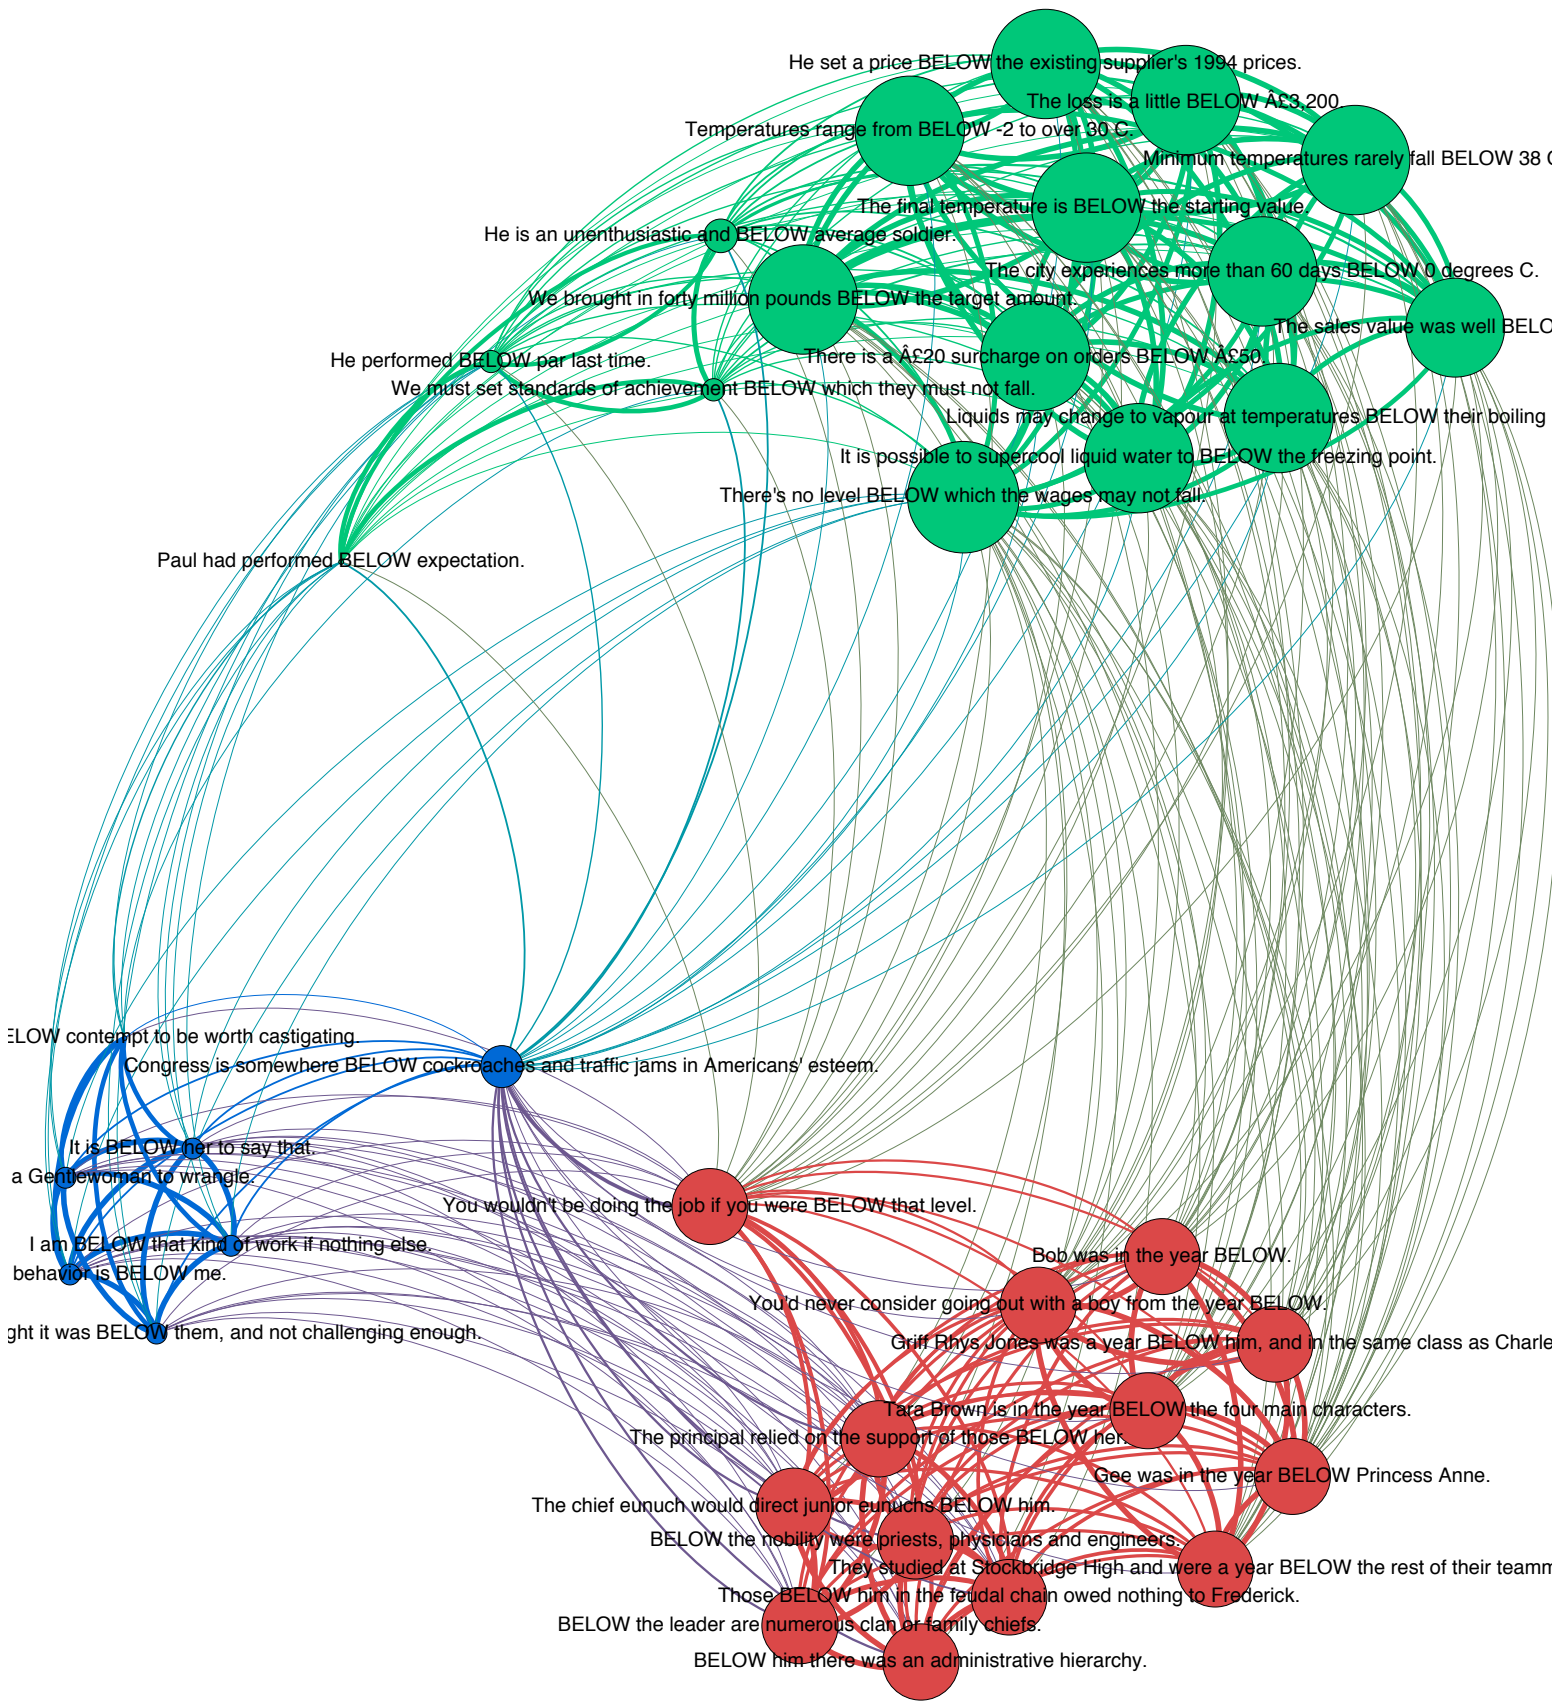 He set a price BELOW the existing supplier's 1994 prices.
The loss is a little BELOW Â£3,200.
Temperatures range from BELOW -2 to over 30 C.
Minimum temperatures rarely fall BELOW 38
The final temperature is BELOW the starting value.
He is an unenthusiastic and BELOW average soldier.
The city experiences more than 60 days BELOW 0 degrees C.
We brought in forty million pounds BELOW the target amount.
The sales value was well
There is a Â£20 surcharge on orders BELOW Â£50.
He performed BELOW par last time.
We must set standards of achievement BELOW which they must not fall.
Liquids may change to vapour at temperatures BELOW their boiling
It is possible to supercool liquid water to BELOW the freezing point.
There's no level BELOW which the wages may not fall.
Paul had performed BELOW expectation.
ELOW contempt to be worth castigating.
Congress is somewhere BELOW cockroaches and traffic jams in Americans' esteem.
It is BELOW her to say that.
a Gentlewoman to wrangle.
You wouldn't be doing the job if you were BELOW that level.
I am BELOW that kind of work if nothing else.
Bob was in the year BELOW.
behavior is BELOW me.
You'd never consider going out with a boy from the year BELOW.
ght it was BELOW them, and not challenging enough.
Griff Rhys Jones was a year BELOW him, and in the same class as Charle
Tara Brown is in the year BELOW the four main characters.
The principal relied on the support of those BELOW her.
Gee was in the year BELOW Princess Anne.
The chief eunuch would direct junior eunuchs BELOW him.
BELOW the nobility were priests, physicians and engineers.
They studied at Stockbridge High and were a year BELOW the rest of their teamm
Those BELOW him in the feudal chain owed nothing to Frederick.
BELOW the leader are numerous clan or family chiefs.
BELOW him there was an administrative hierarchy.